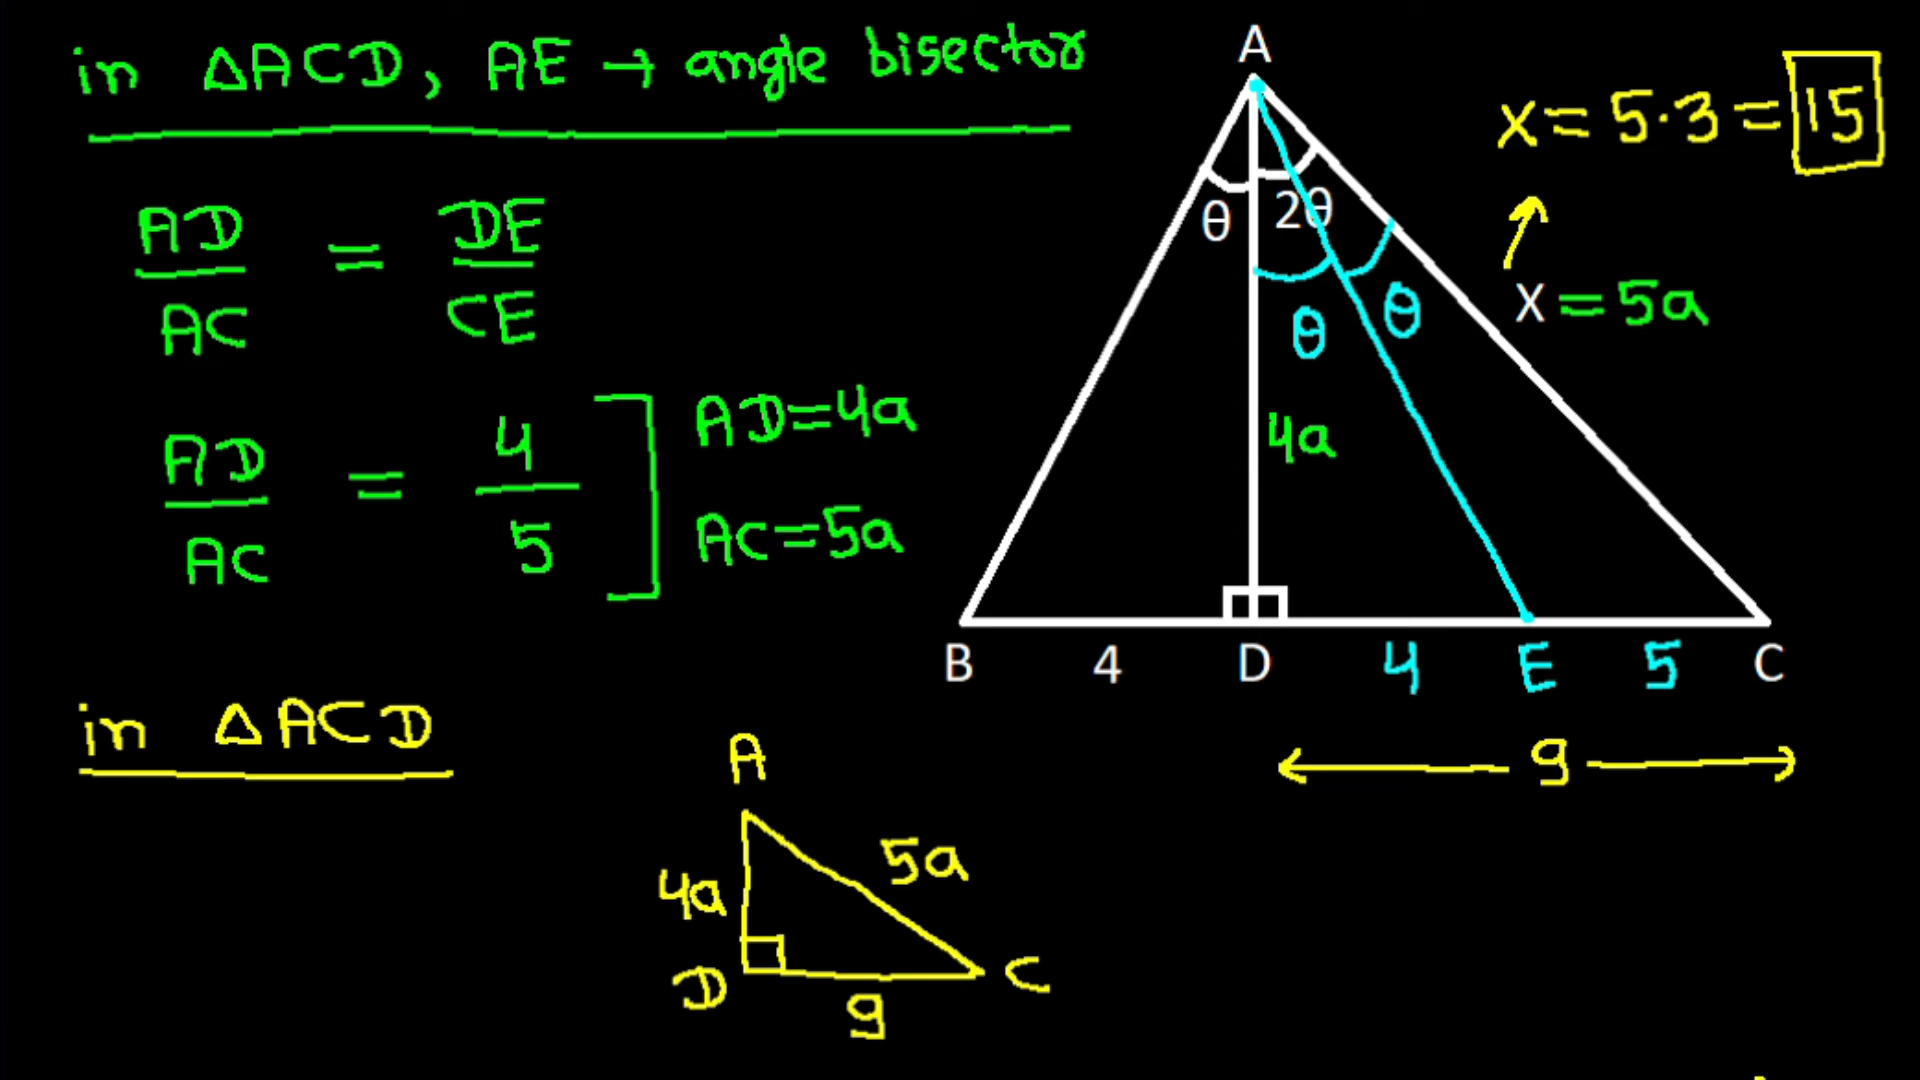 in ΔACD, AE → angle bisector
AD/AC = DE/CE
AD/AC = 4/5
AD=4a
AC=5a
A
θ
2θ
θ
θ
4a
X = 5a
x = 5·3 = 15
B 4 D 4 E 5 C
9
in ΔACD
A
4a
5a
D
9
C